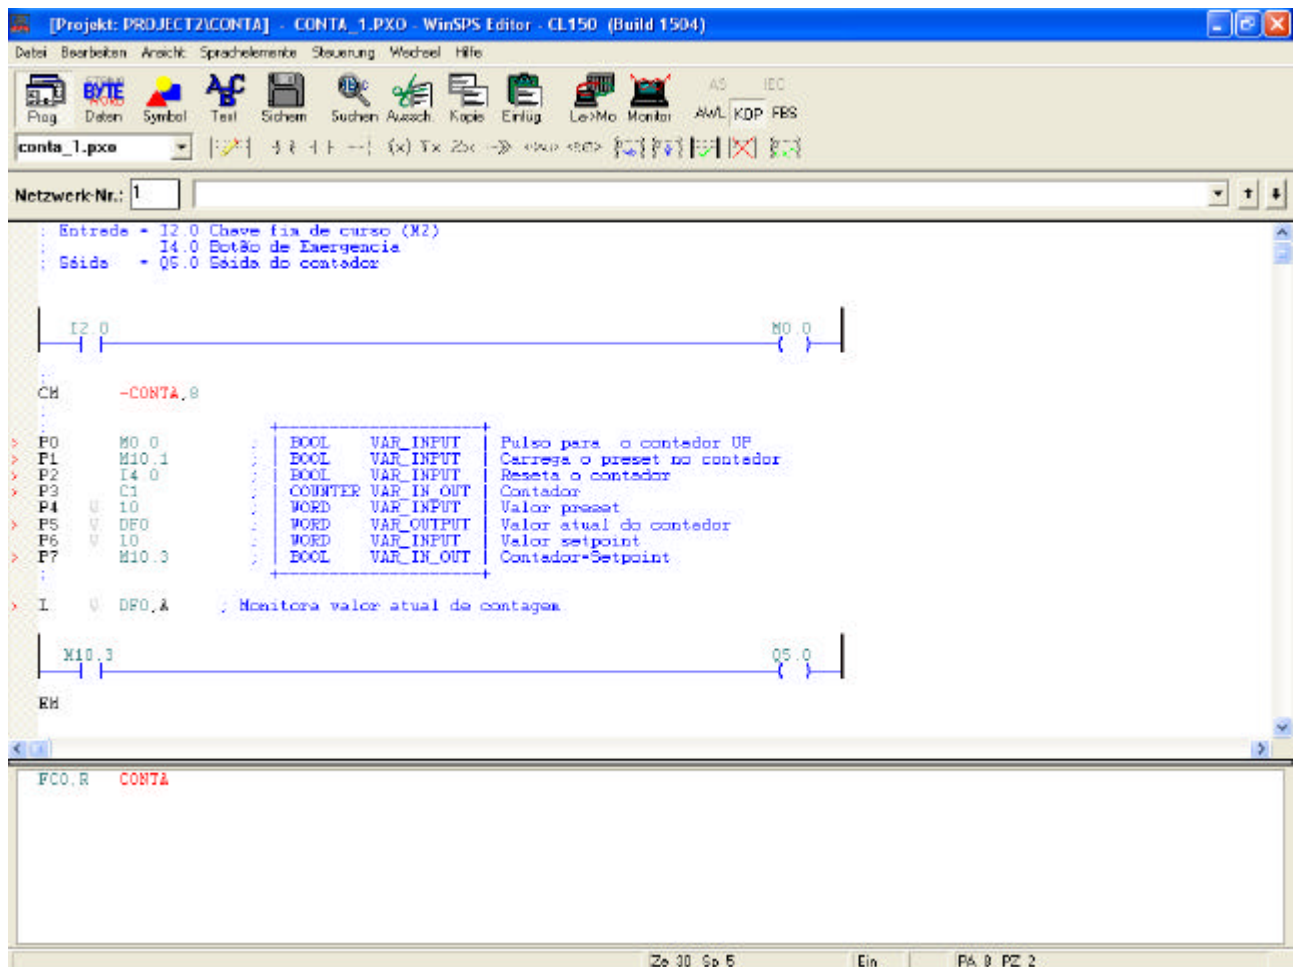 [Projekt: PROJECT2\CONTA] - CONTA_1.PXO - WinSPS Editor - CL150 (Build 1504)
Datei Bearbeiten Ansicht Sprachelemente Steuerung Wechsel Hilfe
AS IEC
Prog. Daten Symbol Text Sichern Suchen Aussch. Kopie Einfüg. Le>Mo Monitor AWL KOP FBS
conta_1.pxo
Netzwerk-Nr.: 1
; Entrada = I2.0 Chave fim de curso (M2)
; I4.0 Botão de Emergencia
; Sáida = Q5.0 Sáida do contador
I2.0 M0.0
;
CM -CONTA,8
;
> P0 M0.0 ; | BOOL VAR_INPUT | Pulso para o contador UP
> P1 M10.1 ; | BOOL VAR_INPUT | Carrega o preset no contador
> P2 I4.0 ; | BOOL VAR_INPUT | Reseta o contador
> P3 C1 ; | COUNTER VAR_IN_OUT | Contador
P4 W 10 ; | WORD VAR_INPUT | Valor preset
> P5 W DF0 ; | WORD VAR_OUTPUT | Valor atual do contador
P6 W 10 ; | WORD VAR_INPUT | Valor setpoint
> P7 M10.3 ; | BOOL VAR_IN_OUT | Contador=Setpoint
;
> L W DF0,A ; Monitora valor atual de contagem
M10.3 Q5.0
EM
FC0,R CONTA
Ze 30 Sp 5 Ein PA 8 PZ 2